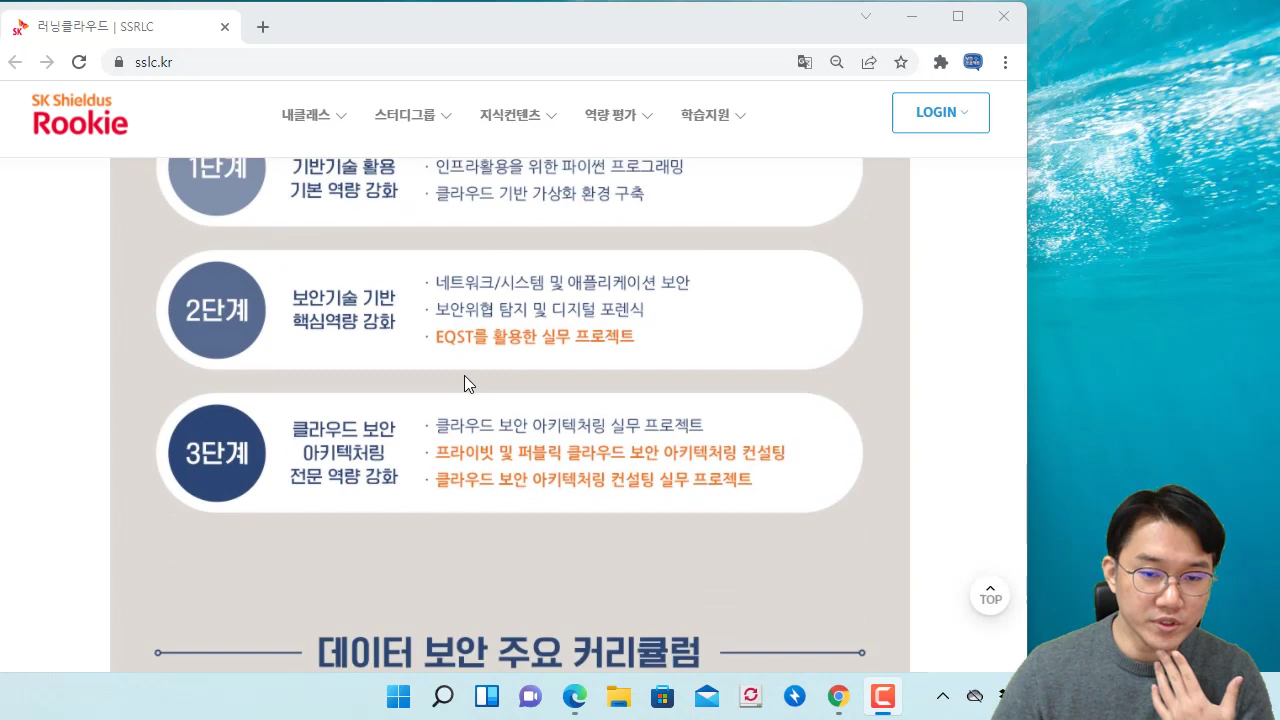 러닝클라우드 | SSRLC
sslc.kr
SK Shieldus
Rookie
내클래스
스터디그룹
지식컨텐츠
역량 평가
학습지원
LOGIN
1단계
기반기술 활용
기본 역량 강화
· 인프라활용을 위한 파이썬 프로그래밍
· 클라우드 기반 가상화 환경 구축
2단계
보안기술 기반
핵심역량 강화
· 네트워크/시스템 및 애플리케이션 보안
· 보안위협 탐지 및 디지털 포렌식
· EQST를 활용한 실무 프로젝트
3단계
클라우드 보안
아키텍처링
전문 역량 강화
· 클라우드 보안 아키텍처링 실무 프로젝트
· 프라이빗 및 퍼블릭 클라우드 보안 아키텍처링 컨설팅
· 클라우드 보안 아키텍처링 컨설팅 실무 프로젝트
TOP
데이터 보안 주요 커리큘럼